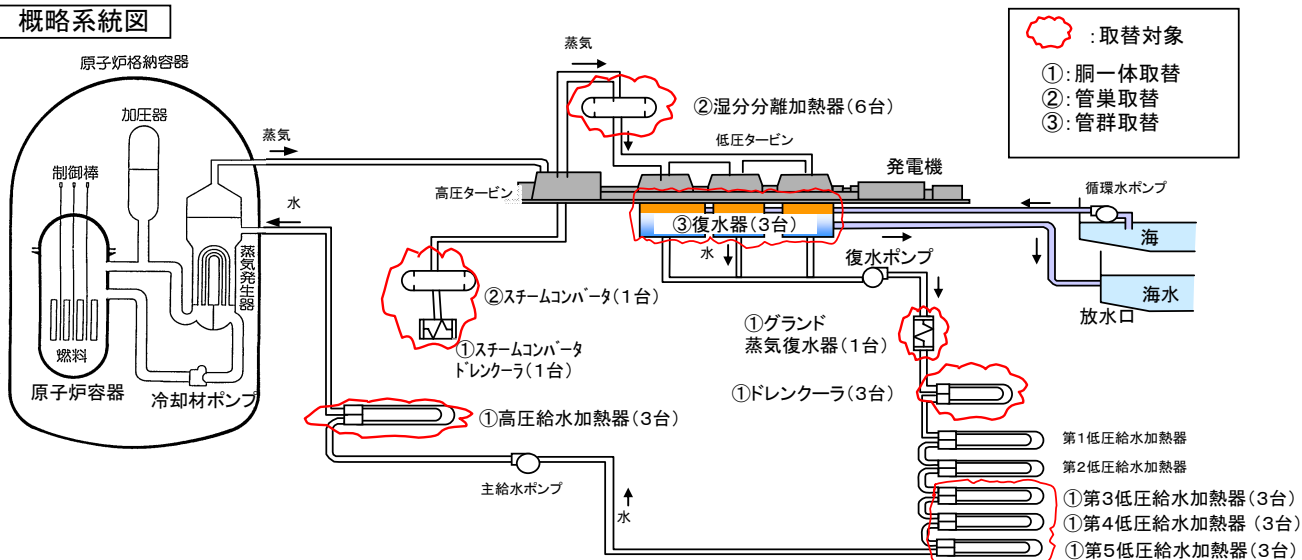 概略系統図
:取替対象
①:胴一体取替
②:管巣取替
③:管群取替
原子炉格納容器
加圧器
制御棒
蒸気発生器
燃料
原子炉容器
冷却材ポンプ
蒸気
水
蒸気
②湿分分離加熱器(6台)
低圧タービン
高圧タービン
発電機
循環水ポンプ
海
海水
放水口
③復水器(3台)
水
復水ポンプ
②スチームコンバータ(1台)
①スチームコンバータ
ドレンクーラ(1台)
①グランド
蒸気復水器(1台)
①ドレンクーラ(3台)
①高圧給水加熱器(3台)
主給水ポンプ
水
第1低圧給水加熱器
第2低圧給水加熱器
①第3低圧給水加熱器(3台)
①第4低圧給水加熱器(3台)
①第5低圧給水加熱器(3台)